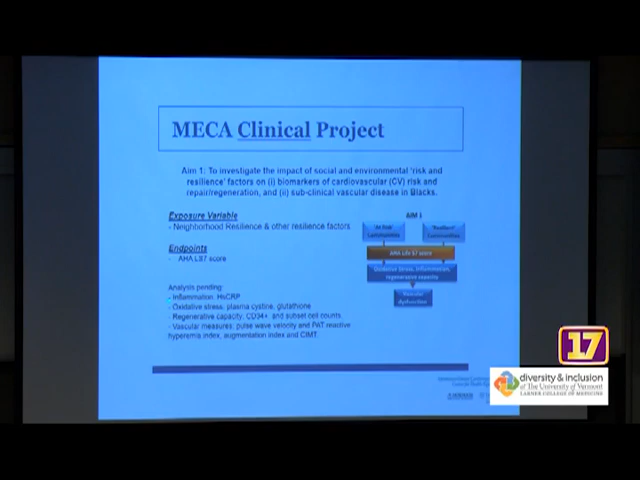 MECA Clinical Project
Aim 1: To investigate the impact of social and environmental 'risk and
resilience' factors on (i) biomarkers of cardiovascular (CV) risk and
repair/regeneration, and (ii) sub-clinical vascular disease in Blacks.
Exposure Variable
- Neighborhood Resilience & other resilience factors
Endpoints
- AHA LS7 score
Analysis pending:
- Inflammation: HsCRP
- Oxidative stress: plasma cystine, glutathione
- Regenerative capacity: CD34+, and subset cell counts.
- Vascular measures: pulse wave velocity and PAT reactive
hyperemia index, augmentation index and CIMT.
AIM 1
'At Risk'
Communities
'Resilient'
Communities
AHA Life S7 score
Oxidative Stress, Inflammation,
regenerative capacity
Vascular
dysfunction
17
diversity & inclusion
at The University of Vermont
LARNER COLLEGE OF MEDICINE